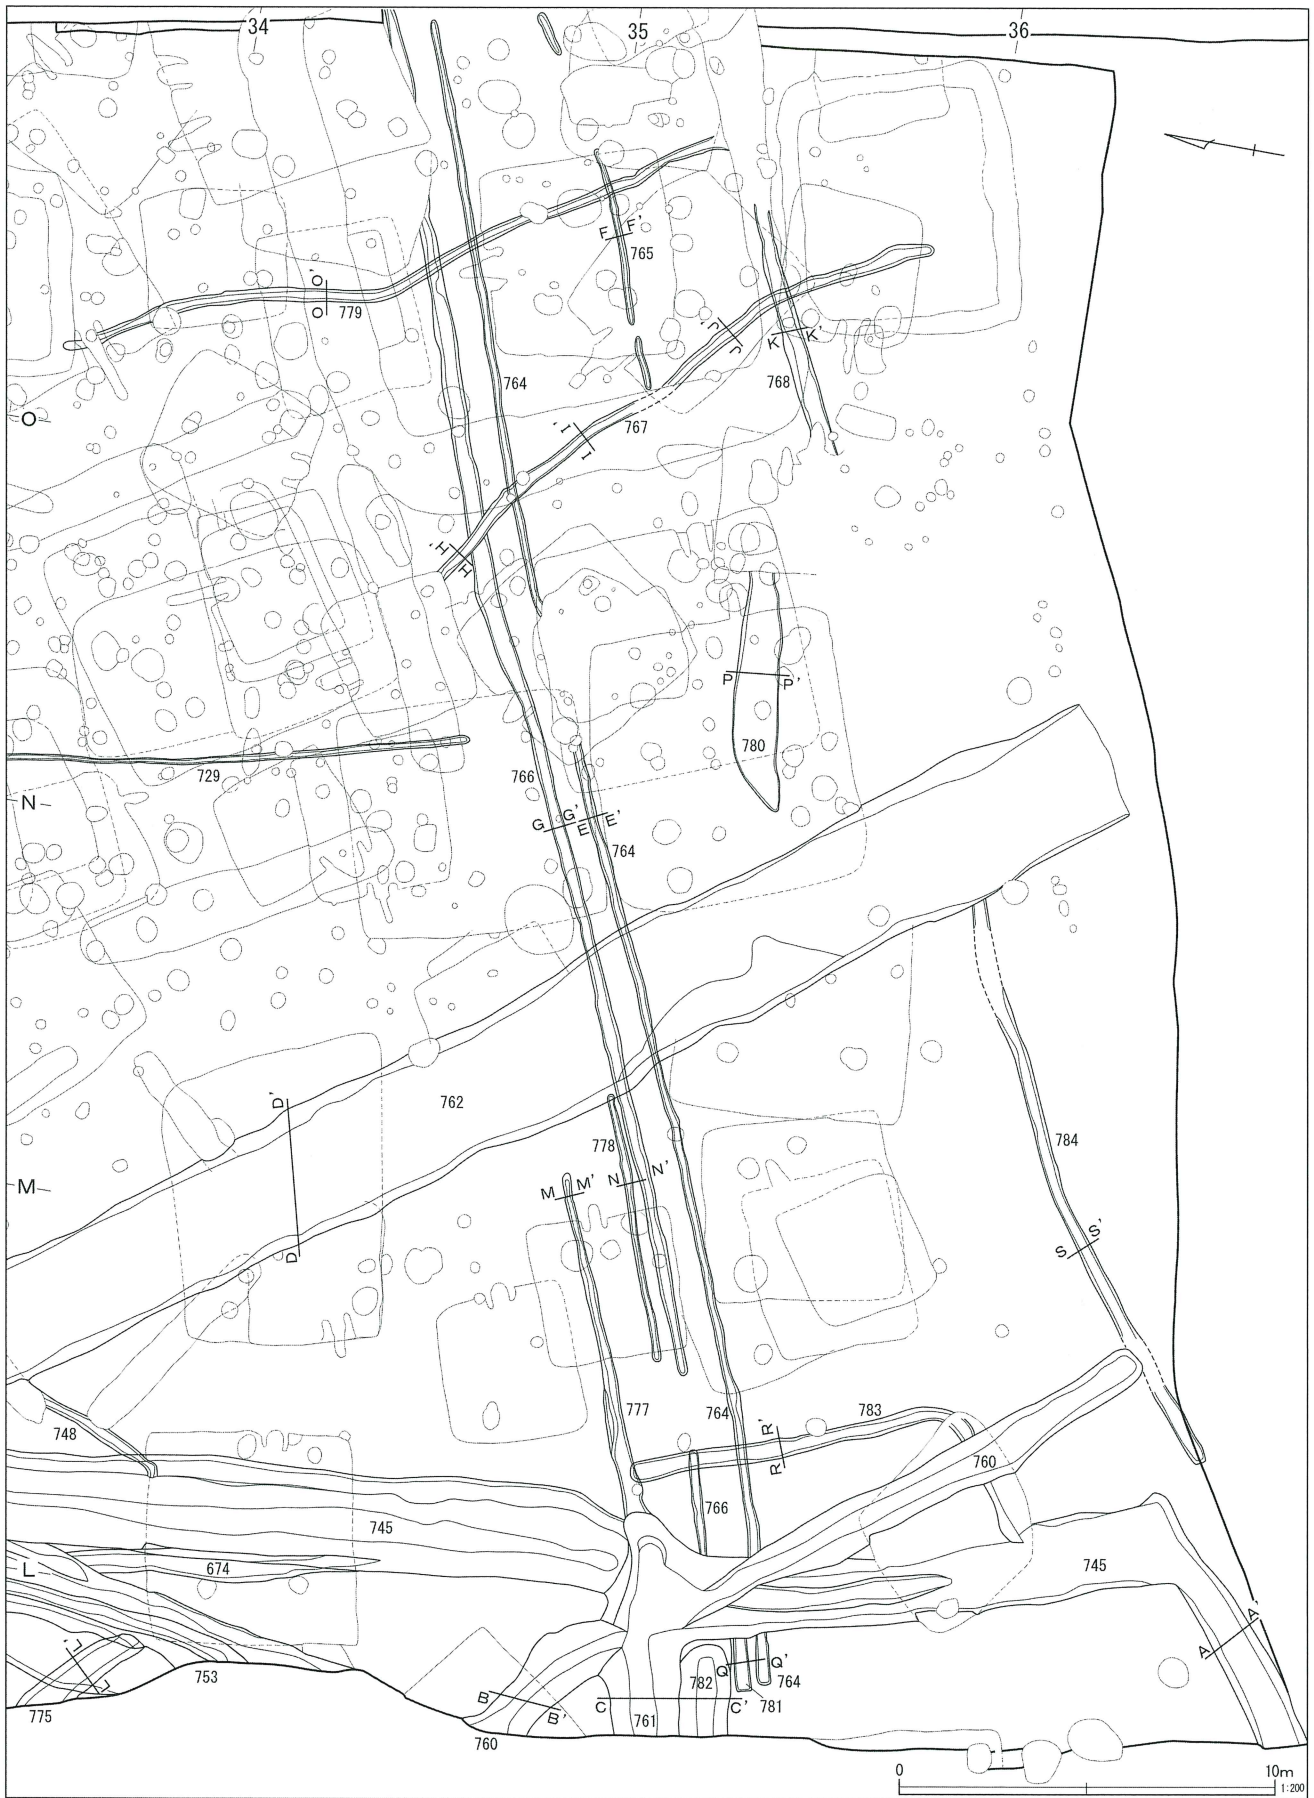 34
35
36
F F'
765
O O'
779
J J'
K K'
764
768
O
I I'
767
H H'
P P'
780
729
766
N
G G'
E E'
764
D'
762
778
784
M
M M'
N N'
S S'
D
777
764
783
748
R R'
760
766
745
L
674
745
A A'
L L'
753
Q Q'
782
764
775
B B'
C C'
781
761
760
0 10m
1:200